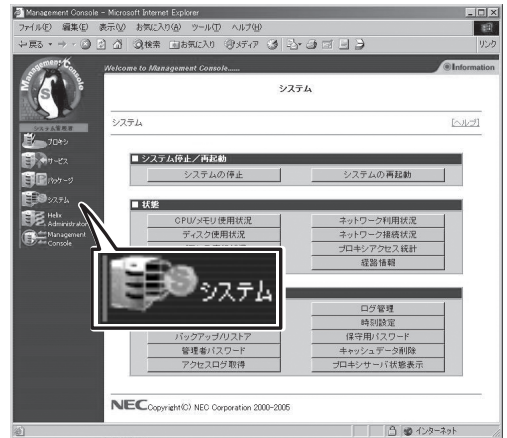 Management Console - Microsoft Internet Explorer
ファイル(F) 編集(E) 表示(V) お気に入り(A) ツール(T) ヘルプ(H)
戻る 検索 お気に入り メディア リンク
Management Console
Welcome to Management Console......
Information
システム
システム管理者
システム [ヘルプ]
プロキシ
サービス
パッケージ
システム
Helix Administrator
Management Console
■ システム停止/再起動
システムの停止 システムの再起動
■ 状態
CPU/メモリ使用状況 ネットワーク利用状況
ディスク使用状況 ネットワーク接続状況
プロキシアクセス統計
経路情報
システム
ログ管理
時刻設定
バックアップ/リストア 保守用パスワード
管理者パスワード キャッシュデータ削除
アクセスログ取得 プロキシサーバ状態表示
NEC Copyright(C) NEC Corporation 2000-2005
インターネット